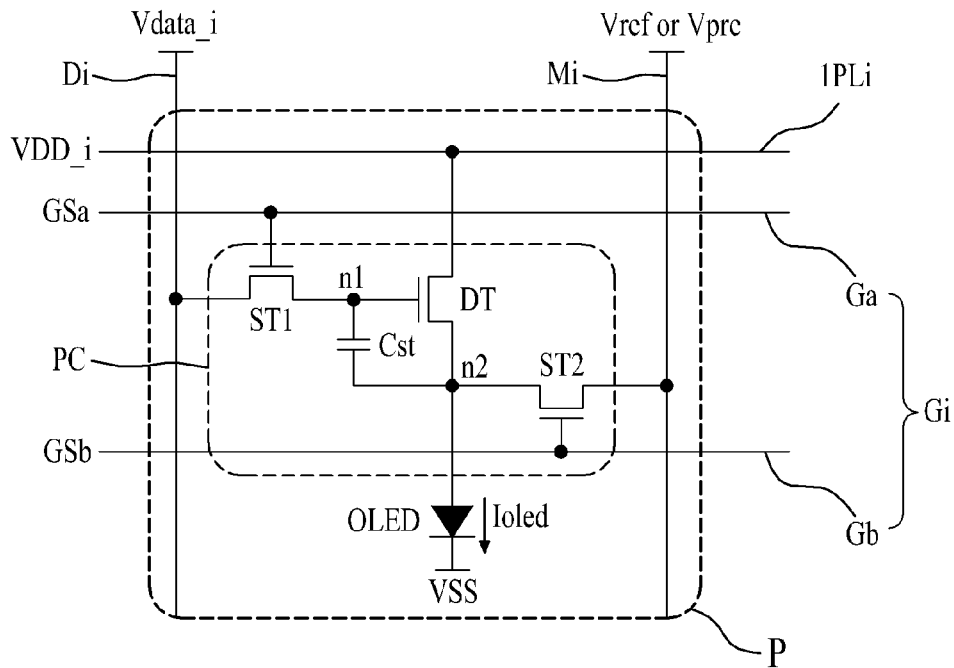 Vdata_i
Vref or Vpre
Di
Mi
1PLi
VDD_i
GSa
n1
DT
Ga
ST1
Cst
PC
n2
ST2
Gi
GSb
OLED
Ioled
Gb
VSS
P